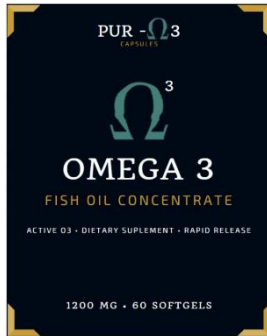 PUR -Ω3
CAPSULES
Ω³
OMEGA 3
FISH OIL CONCENTRATE
ACTIVE O3 • DIETARY SUPLEMENT • RAPID RELEASE
1200 MG • 60 SOFTGELS